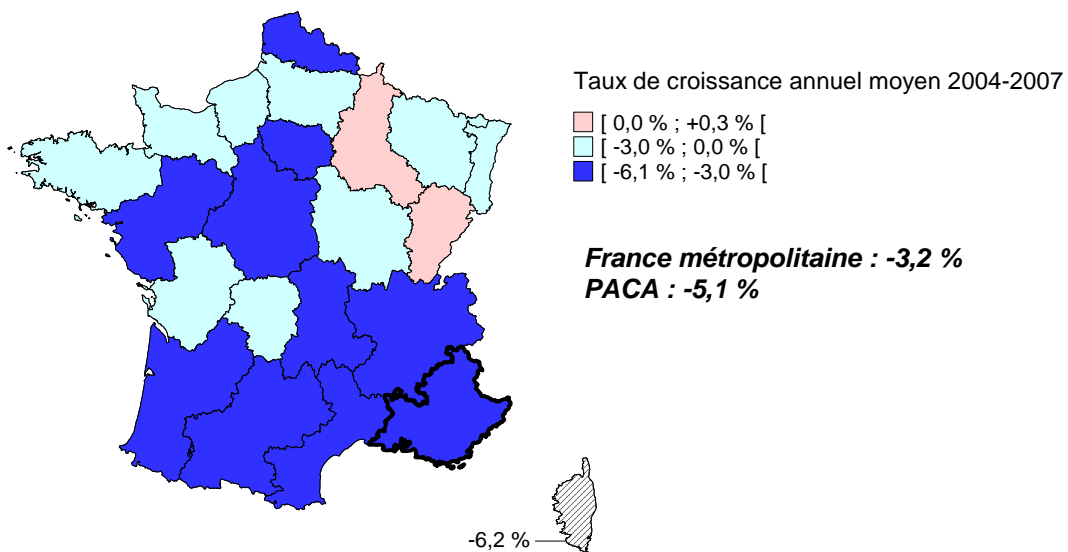 Taux de croissance annuel moyen 2004-2007
[ 0,0 % ; +0,3 % [
[ -3,0 % ; 0,0 % [
[ -6,1 % ; -3,0 % [
France métropolitaine : -3,2 %
PACA : -5,1 %
-6,2 %